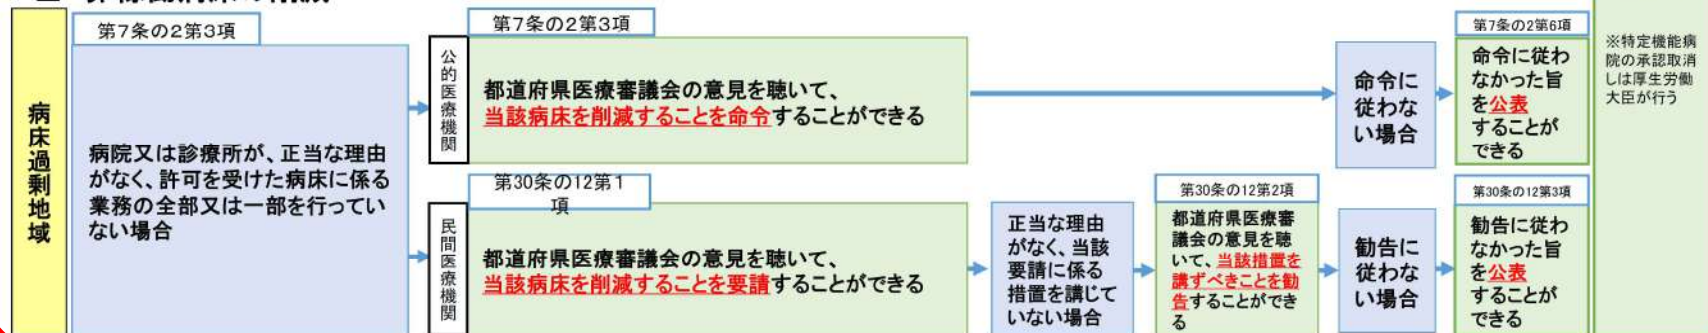 病床過剰地域
第7条の2第3項
病院又は診療所が、正当な理由
がなく、許可を受けた病床に係る
業務の全部又は一部を行ってい
ない場合
公的医療機関
第7条の2第3項
都道府県医療審議会の意見を聴いて、
当該病床を削減することを命令することができる
命令に
従わな
い場合
第7条の2第6項
命令に従わ
なかった旨
を公表
することが
できる
※特定機能病
院の承認取消
しは厚生労働
大臣が行う
民間医療機関
第30条の12第1
項
都道府県医療審議会の意見を聴いて、
当該病床を削減することを要請することができる
正当な理由
がなく、当該
要請に係る
措置を講じて
いない場合
第30条の12第2項
都道府県医療審
議会の意見を聴
いて、当該措置を
講ずべきことを勧
告することができ
る
勧告に
従わな
い場合
第30条の12第3項
勧告に従わ
なかった旨
を公表
することが
できる